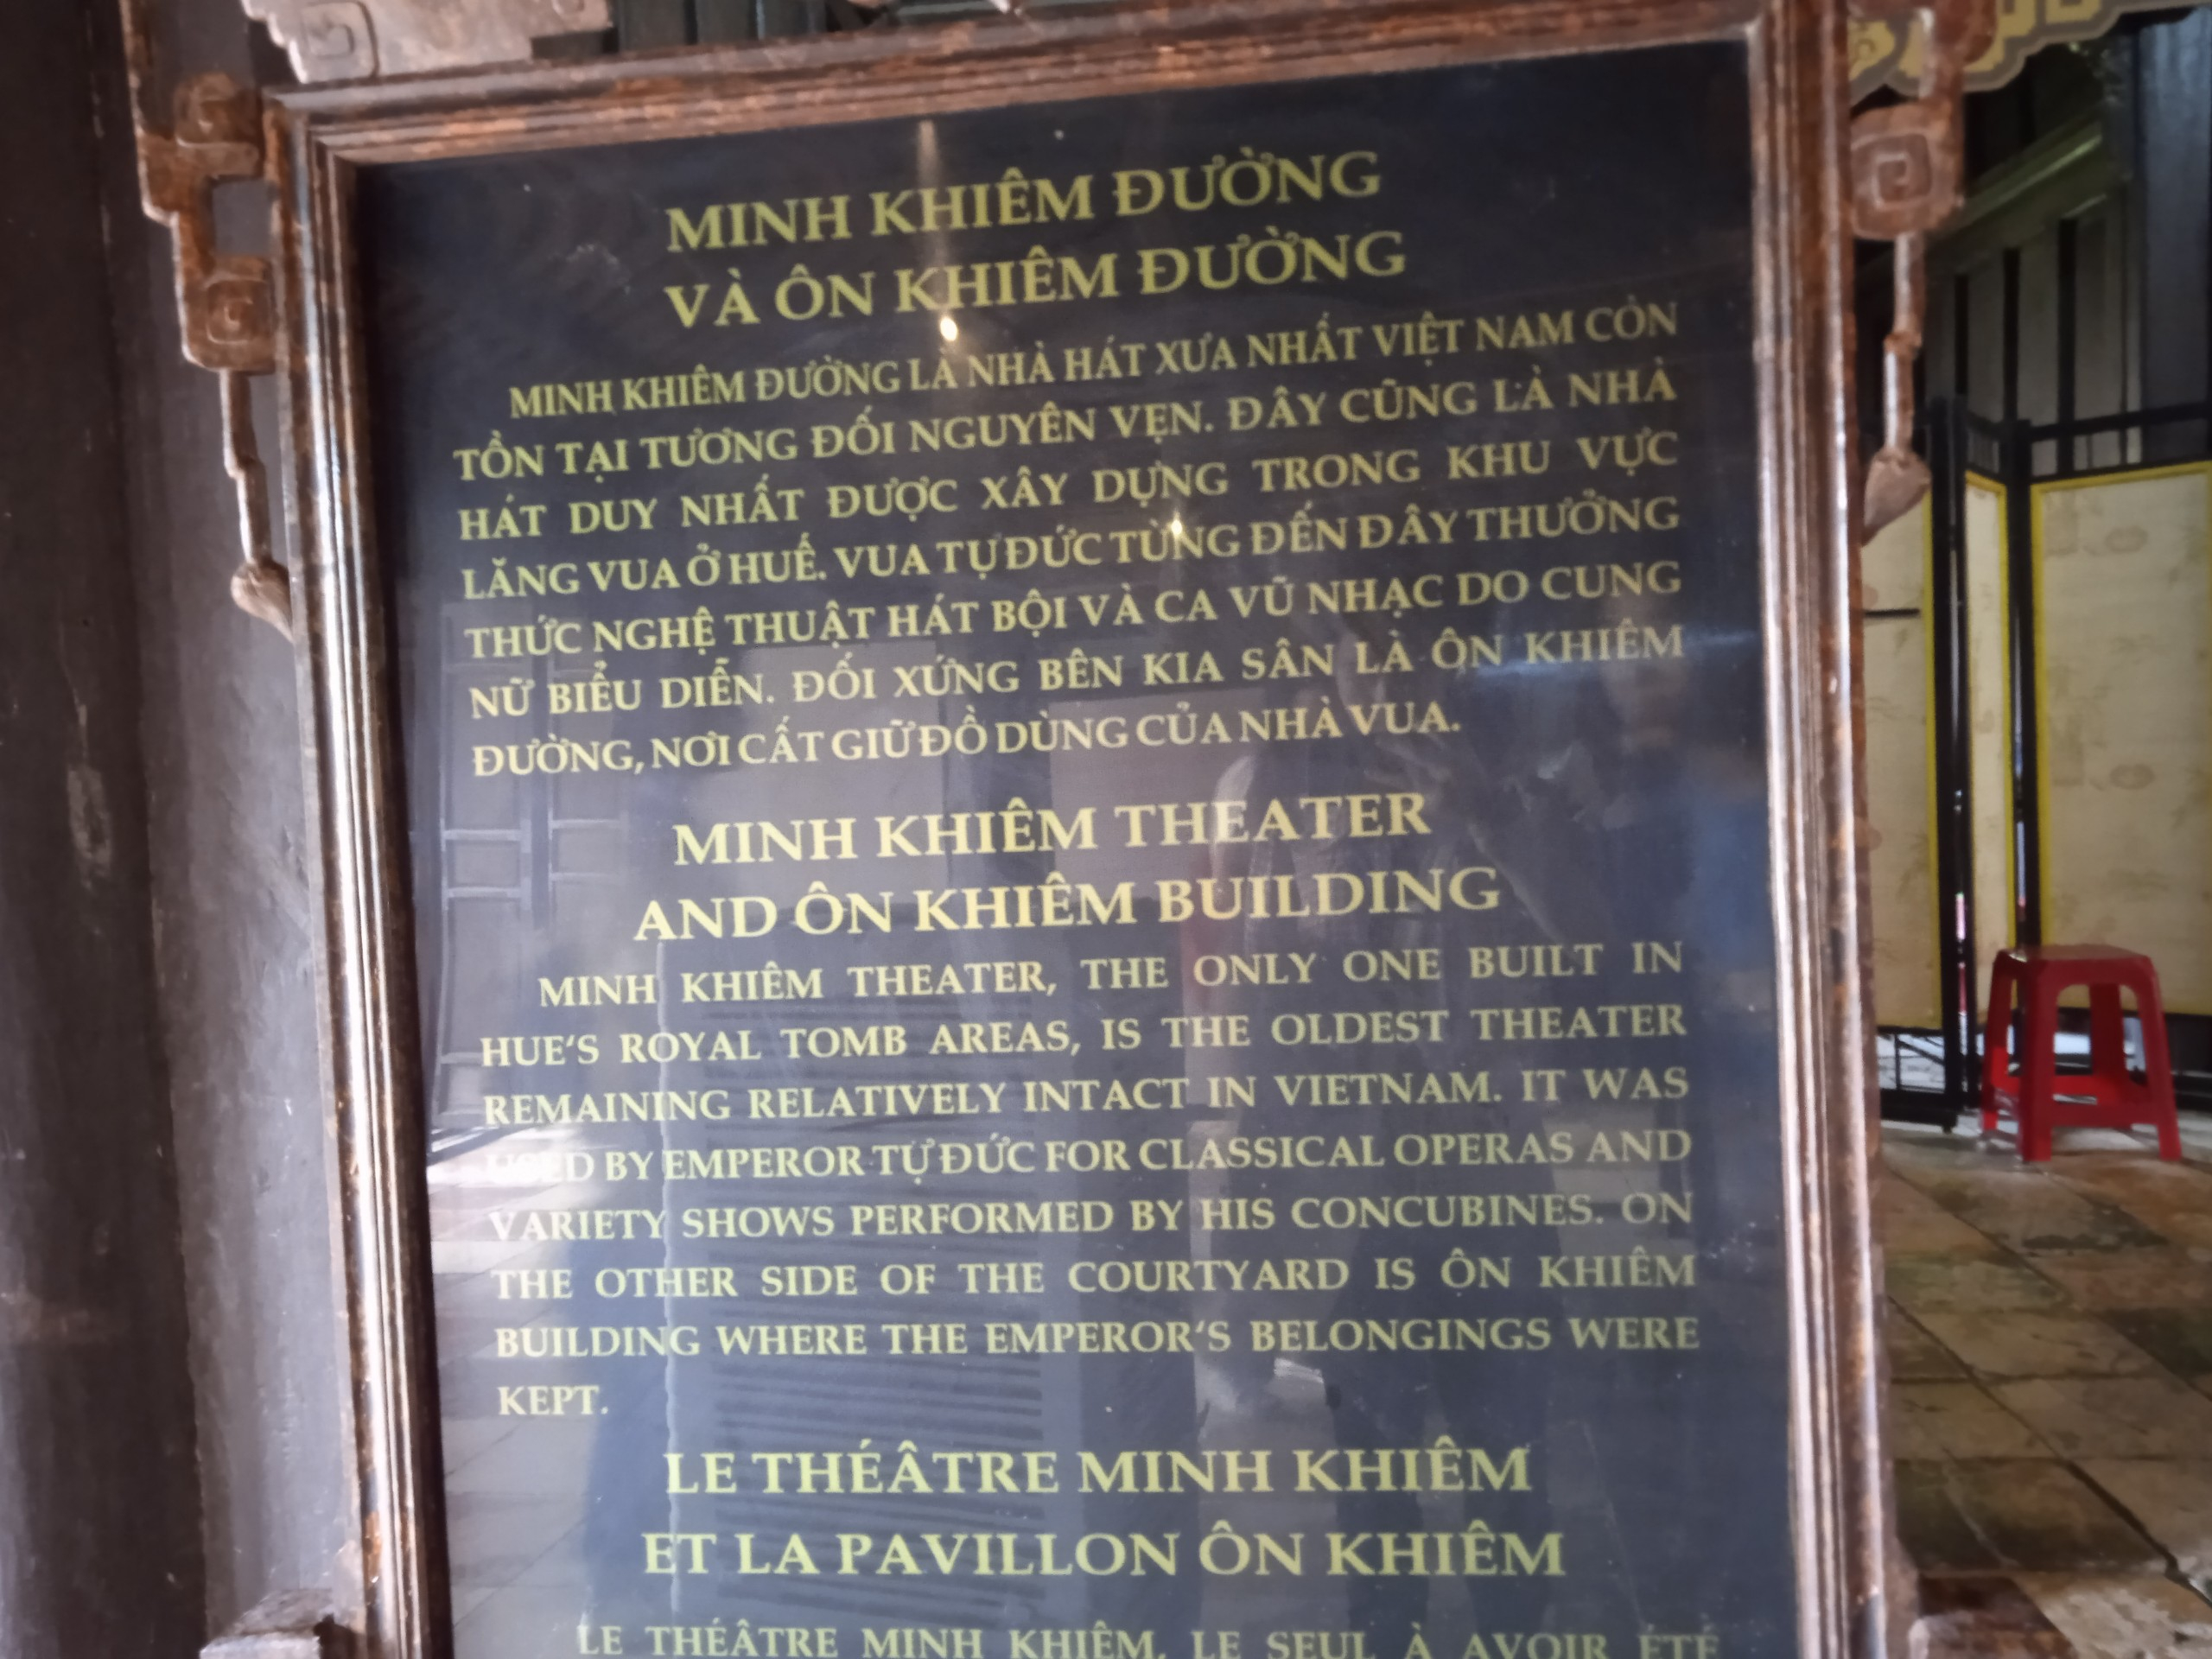 MINH KHIÊM ĐƯỜNG
VÀ ÔN KHIÊM ĐƯỜNG
MINH KHIÊM ĐƯỜNG LÀ NHÀ HÁT XƯA NHẤT VIỆT NAM CÒN
TỒN TẠI TƯƠNG ĐỐI NGUYÊN VẸN. ĐÂY CŨNG LÀ NHÀ
HÁT DUY NHẤT ĐƯỢC XÂY DỰNG TRONG KHU VỰC
LĂNG VUA Ở HUẾ. VUA TỰ ĐỨC TỪNG ĐẾN ĐÂY THƯỞNG
THỨC NGHỆ THUẬT HÁT BỘI VÀ CA VŨ NHẠC DO CUNG
NỮ BIỂU DIỄN. ĐỐI XỨNG BÊN KIA SÂN LÀ ÔN KHIÊM
ĐƯỜNG, NƠI CẤT GIỮ ĐỒ DÙNG CỦA NHÀ VUA.
MINH KHIÊM THEATER
AND ÔN KHIÊM BUILDING
MINH KHIÊM THEATER, THE ONLY ONE BUILT IN
HUE'S ROYAL TOMB AREAS, IS THE OLDEST THEATER
REMAINING RELATIVELY INTACT IN VIETNAM. IT WAS
USED BY EMPEROR TỰ ĐỨC FOR CLASSICAL OPERAS AND
VARIETY SHOWS PERFORMED BY HIS CONCUBINES. ON
THE OTHER SIDE OF THE COURTYARD IS ÔN KHIÊM
BUILDING WHERE THE EMPEROR'S BELONGINGS WERE
KEPT.
LE THÉÂTRE MINH KHIÊM
ET LA PAVILLON ÔN KHIÊM
LE THÉÂTRE MINH KHIÊM, LE SEUL À AVOIR ÉTÉ